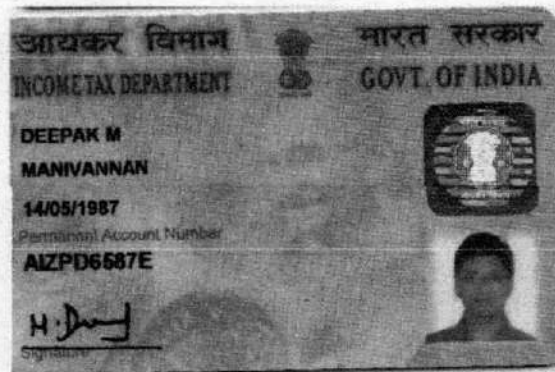 आयकर विभाग
भारत सरकार
INCOME TAX DEPARTMENT
GOVT. OF INDIA
DEEPAK M
MANIVANNAN
14/05/1987
Permanent Account Number
AIZPD6587E
Signature